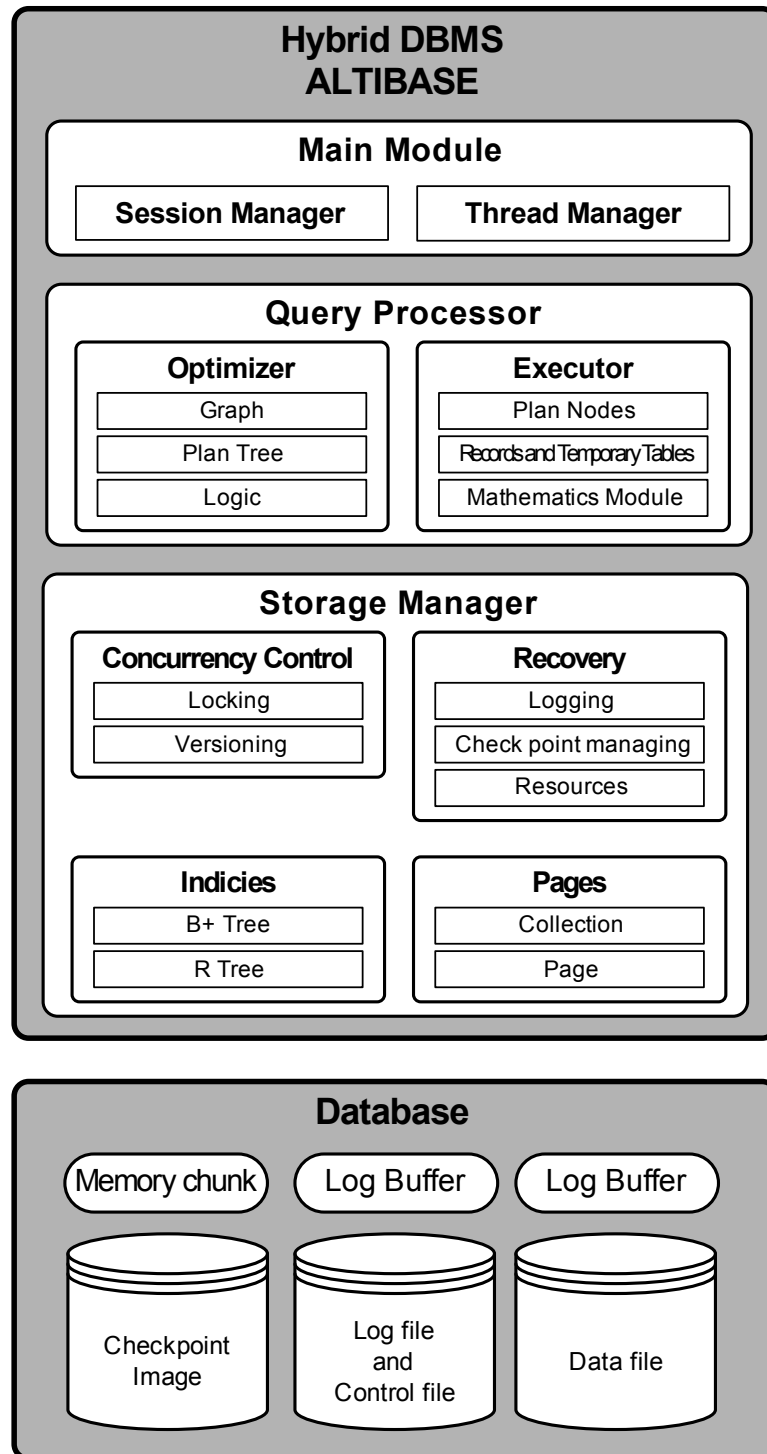 Hybrid DBMS
ALTIBASE
Main Module
Session Manager
Thread Manager
Query Processor
Optimizer
Graph
Plan Tree
Logic
Executor
Plan Nodes
Records and Temporary Tables
Mathematics Module
Storage Manager
Concurrency Control
Locking
Versioning
Recovery
Logging
Check point managing
Resources
Indicies
B+ Tree
R Tree
Pages
Collection
Page
Database
Memory chunk
Log Buffer
Log Buffer
Checkpoint
Image
Log file
and
Control file
Data file